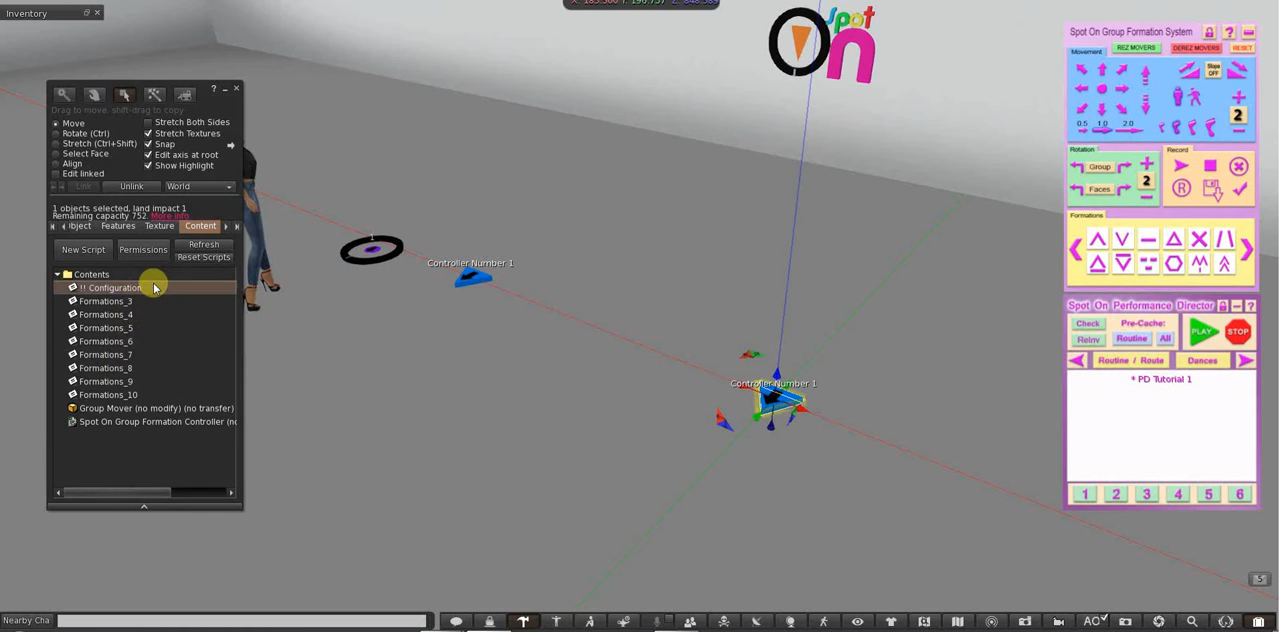 Inventory
spot
On
Drag to move, shift-drag to copy
Move
Rotate (Ctrl)
Stretch (Ctrl+Shift)
Select Face
Align
Edit linked
Stretch Both Sides
Stretch Textures
Snap
Edit axis at root
Show Highlight
Link
Unlink
World
1 objects selected, land impact 1
Remaining capacity 752. More info
Object
Features
Texture
Content
New Script
Permissions
Refresh
Reset Scripts
Contents
!! Configuration
Formations_3
Formations_4
Formations_5
Formations_6
Formations_7
Formations_8
Formations_9
Formations_10
Group Mover (no modify) (no transfer)
Spot On Group Formation Controller (no
1
Controller Number 1
Controller Number 1
Spot On Group Formation System
?
Movement
REZ MOVERS
DEREZ MOVERS
RESET
Slope
OFF
0.5 1.0 2.0
2
Rotation
Group
Faces
2
Record
R
Formations
Spot On Performance Director
?
Check
Pre-Cache:
ReInv
Routine
All
PLAY
STOP
Routine / Route
Dances
* PD Tutorial 1
1 2 3 4 5 6
5
Nearby Cha
AO